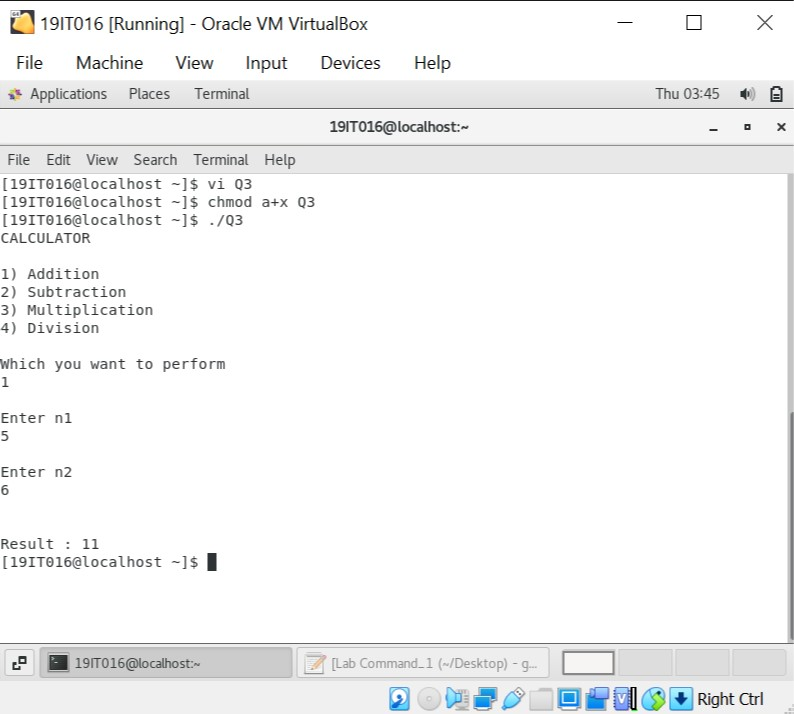 19IT016 [Running] - Oracle VM VirtualBox
File Machine View Input Devices Help
Applications Places Terminal Thu 03:45
19IT016@localhost:~
File Edit View Search Terminal Help
[19IT016@localhost ~]$ vi Q3
[19IT016@localhost ~]$ chmod a+x Q3
[19IT016@localhost ~]$ ./Q3
CALCULATOR
1) Addition
2) Subtraction
3) Multiplication
4) Division
Which you want to perform
1
Enter n1
5
Enter n2
6
Result : 11
[19IT016@localhost ~]$
19IT016@localhost:~ [Lab Command_1 (~/Desktop) - g...
Right Ctrl